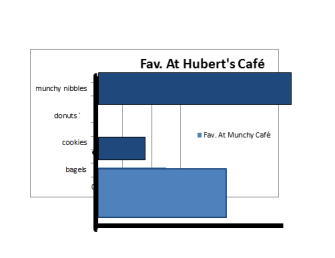 Fav. At Hubert's Café
munchy nibbles
donuts
cookies
Fav. At Munchy Café
bagels